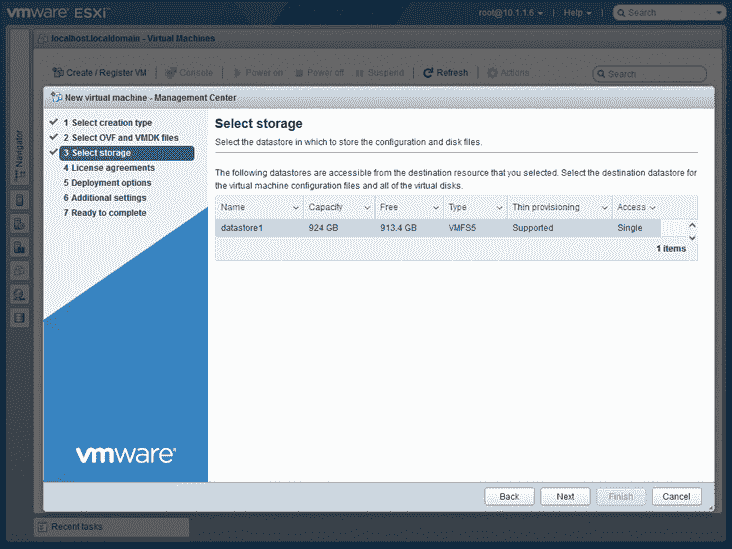 vmware ESXi™
root@10.1.1.6
Help
Search
localhost.localdomain - Virtual Machines
Create / Register VM
Console
Power on
Power off
Suspend
Refresh
Actions
Search
Navigator
New virtual machine - Management Center
1 Select creation type
2 Select OVF and VMDK files
3 Select storage
4 License agreements
5 Deployment options
6 Additional settings
7 Ready to complete
vmware®
Select storage
Select the datastore in which to store the configuration and disk files.
The following datastores are accessible from the destination resource that you selected. Select the destination datastore for
the virtual machine configuration files and all of the virtual disks.
Name Capacity Free Type Thin provisioning Access
datastore1 924 GB 913.4 GB VMFS5 Supported Single
1 items
Back Next Finish Cancel
Recent tasks